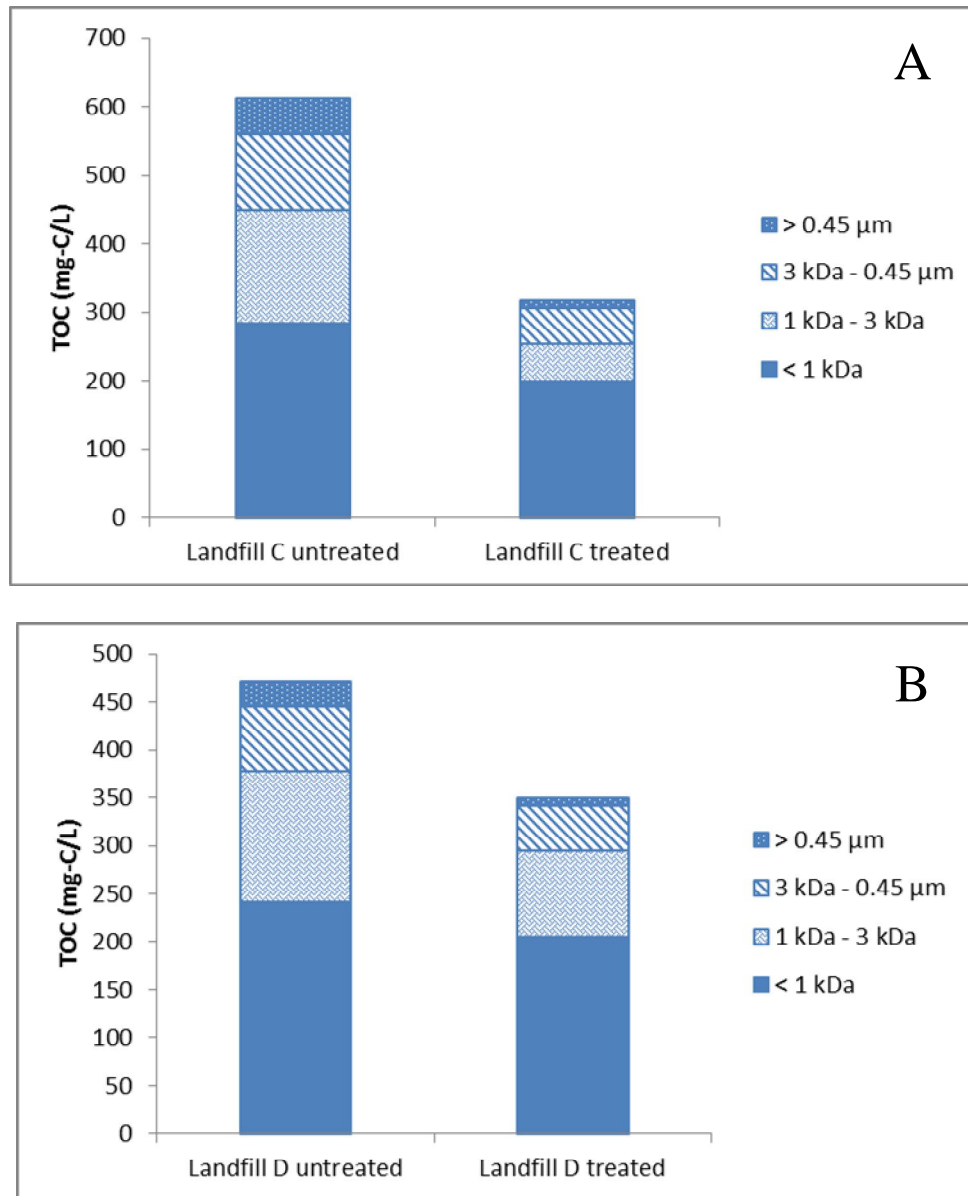 A
700
600
500
400
300
200
100
0
TOC (mg-C/L)
Landfill C untreated Landfill C treated
> 0.45 µm
3 kDa - 0.45 µm
1 kDa - 3 kDa
< 1 kDa
B
500
450
400
350
300
250
200
150
100
50
0
TOC (mg-C/L)
Landfill D untreated Landfill D treated
> 0.45 µm
3 kDa - 0.45 µm
1 kDa - 3 kDa
< 1 kDa